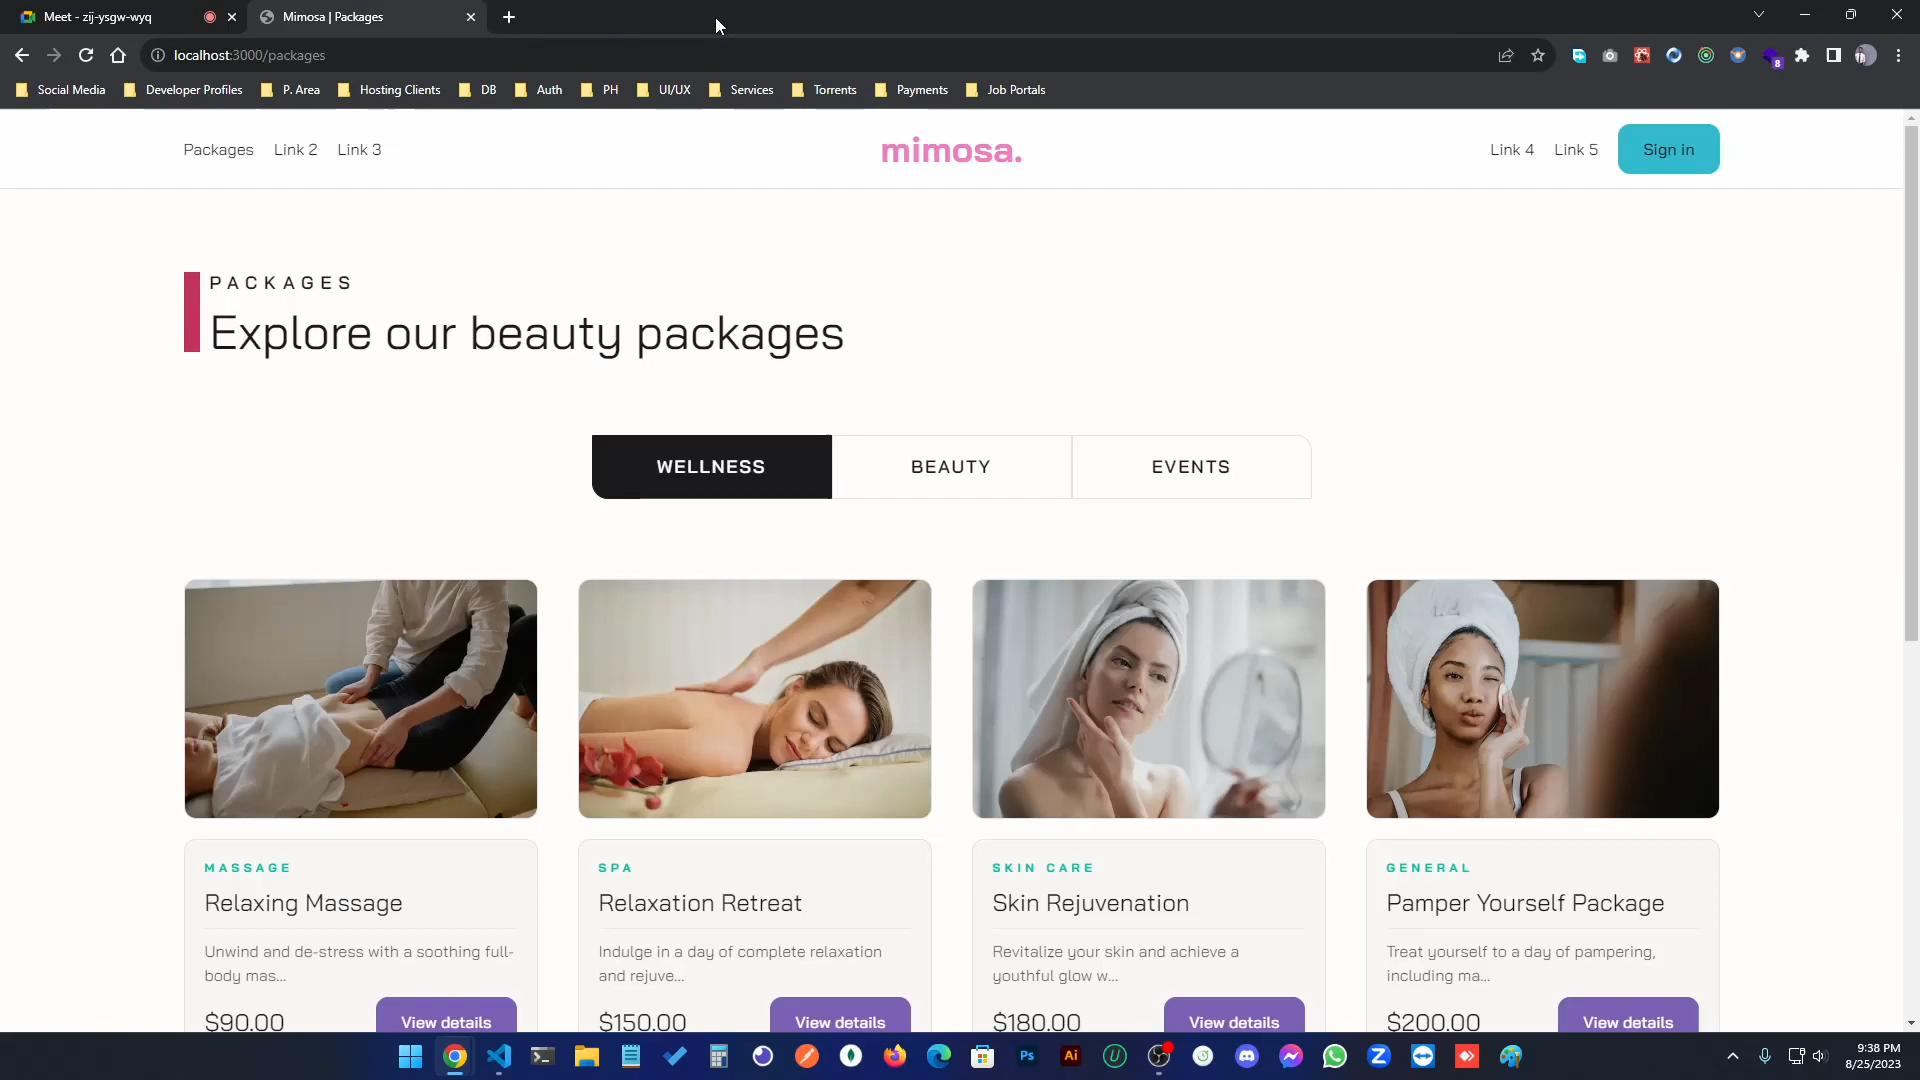 Meet - zij-ysgw-wyq
Mimosa | Packages
localhost:3000/packages
8
Social Media
Developer Profiles
P. Area
Hosting Clients
DB
Auth
PH
UI/UX
Services
Torrents
Payments
Job Portals
Packages
Link 2
Link 3
mimosa.
Link 4
Link 5
Sign in
PACKAGES
Explore our beauty packages
WELLNESS
BEAUTY
EVENTS
MASSAGE
Relaxing Massage
Unwind and de-stress with a soothing full-
body mas...
$90.00
View details
SPA
Relaxation Retreat
Indulge in a day of complete relaxation
and rejuve...
$150.00
View details
SKIN CARE
Skin Rejuvenation
Revitalize your skin and achieve a
youthful glow w...
$180.00
View details
GENERAL
Pamper Yourself Package
Treat yourself to a day of pampering,
including ma...
$200.00
View details
Ps
Ai
U
Z
9:38 PM
8/25/2023